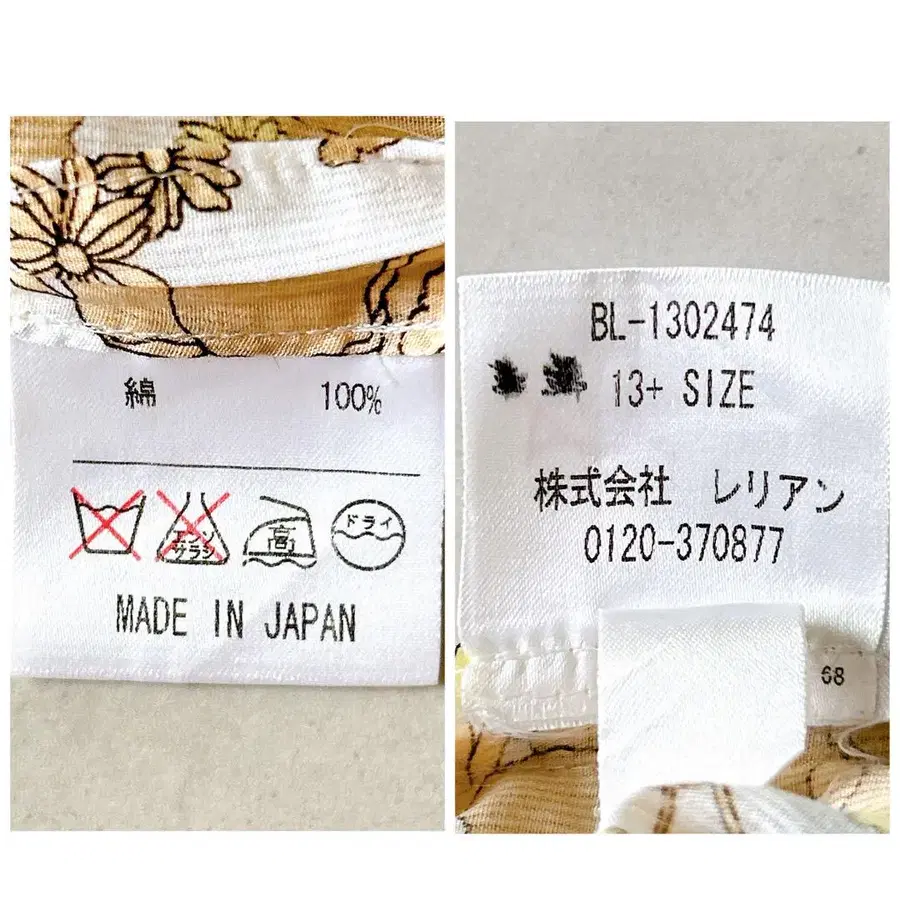 綿 100%
エンソ
サラシ
高
ドライ
MADE IN JAPAN
BL-1302474
13+ SIZE
株式会社 レリアン
0120-370877
68